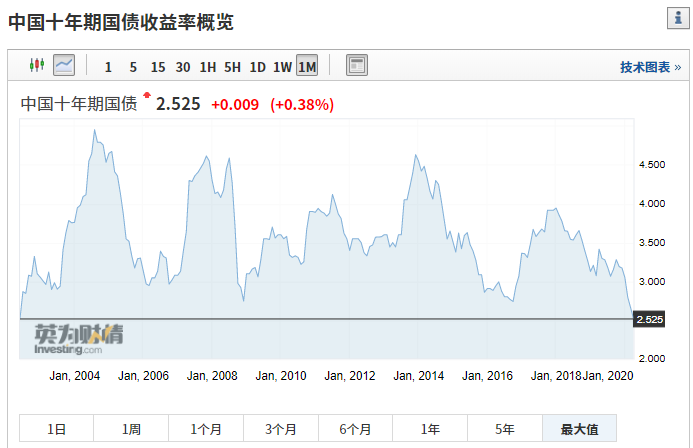 中国十年期国债收益率概览
1 5 15 30 1H 5H 1D 1W 1M 技术图表 »
中国十年期国债 2.525 +0.009 (+0.38%)
4.500
4.000
3.500
3.000
2.525
2.000
英为财情
Investing.com
Jan, 2004 Jan, 2006 Jan, 2008 Jan, 2010 Jan, 2012 Jan, 2014 Jan, 2016 Jan, 2018 Jan, 2020
1日 1周 1个月 3个月 6个月 1年 5年 最大值